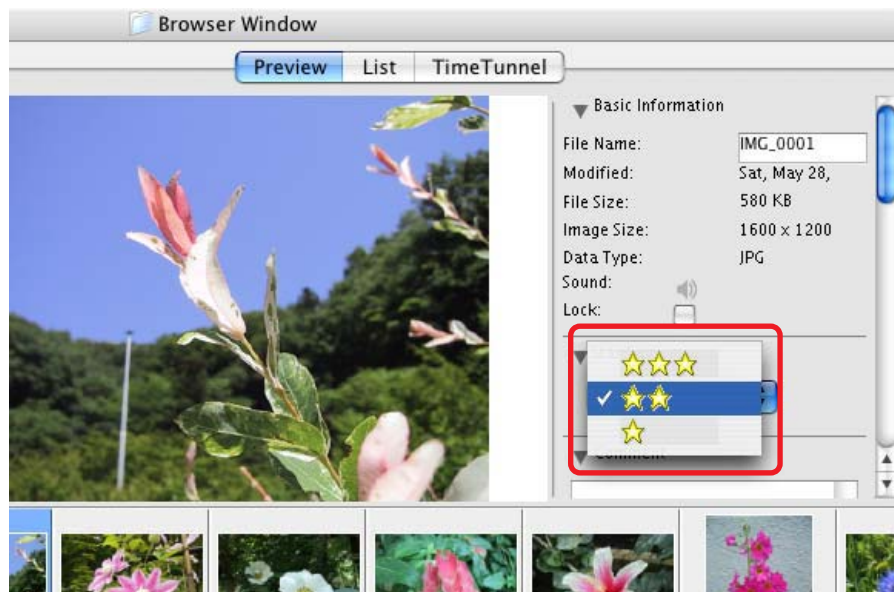 Browser Window
Preview List TimeTunnel
Basic Information
File Name: IMG_0001
Modified: Sat, May 28,
File Size: 580 KB
Image Size: 1600 x 1200
Data Type: JPG
Sound:
Lock:
Comment